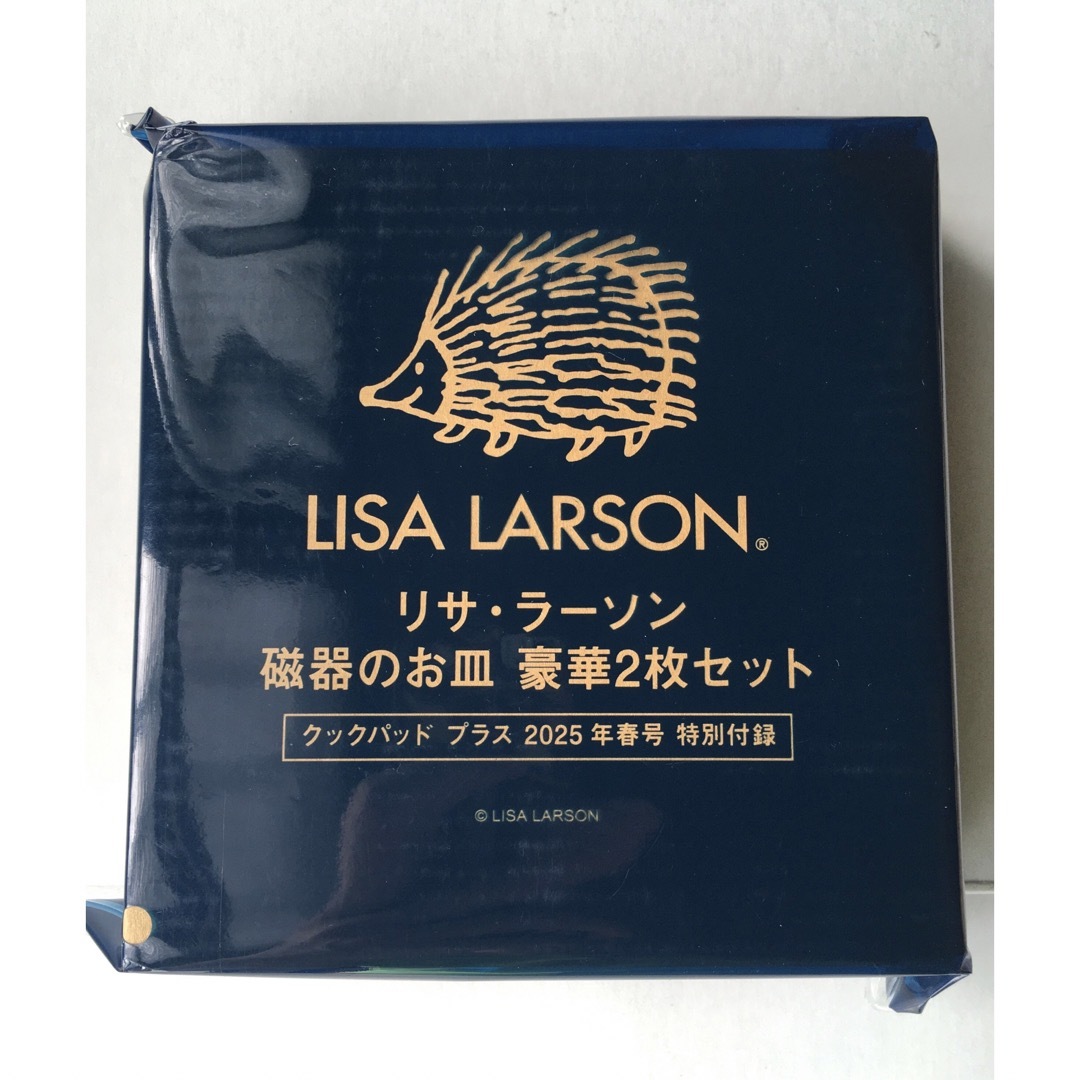 LISA LARSON®
リサ・ラーソン
磁器のお皿 豪華2枚セット
クックパッド プラス 2025年春号 特別付録
© LISA LARSON